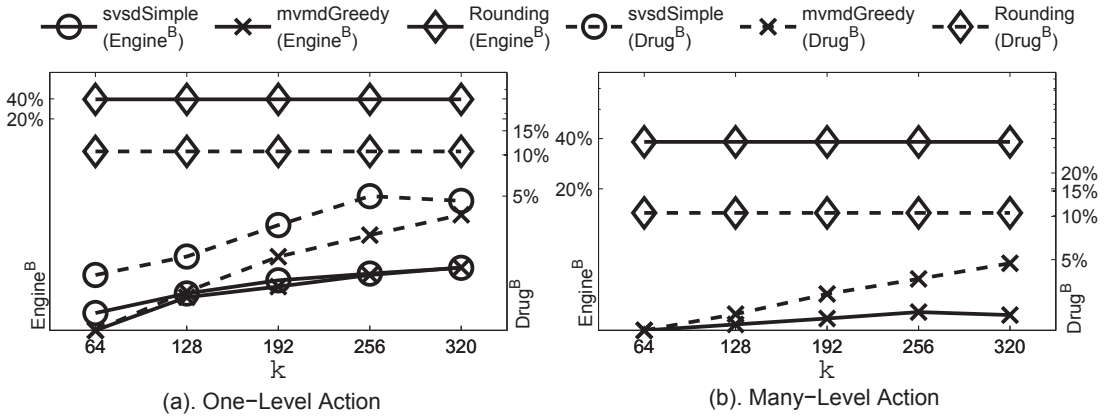 svsdSimple (Engine^B)
mvmdGreedy (Engine^B)
Rounding (Engine^B)
svsdSimple (Drug^B)
mvmdGreedy (Drug^B)
Rounding (Drug^B)
40%
20%
Engine^B
15%
10%
5%
Drug^B
64 128 192 256 320
k
(a). One−Level Action
40%
20%
Engine^B
20%
15%
10%
5%
Drug^B
64 128 192 256 320
k
(b). Many−Level Action